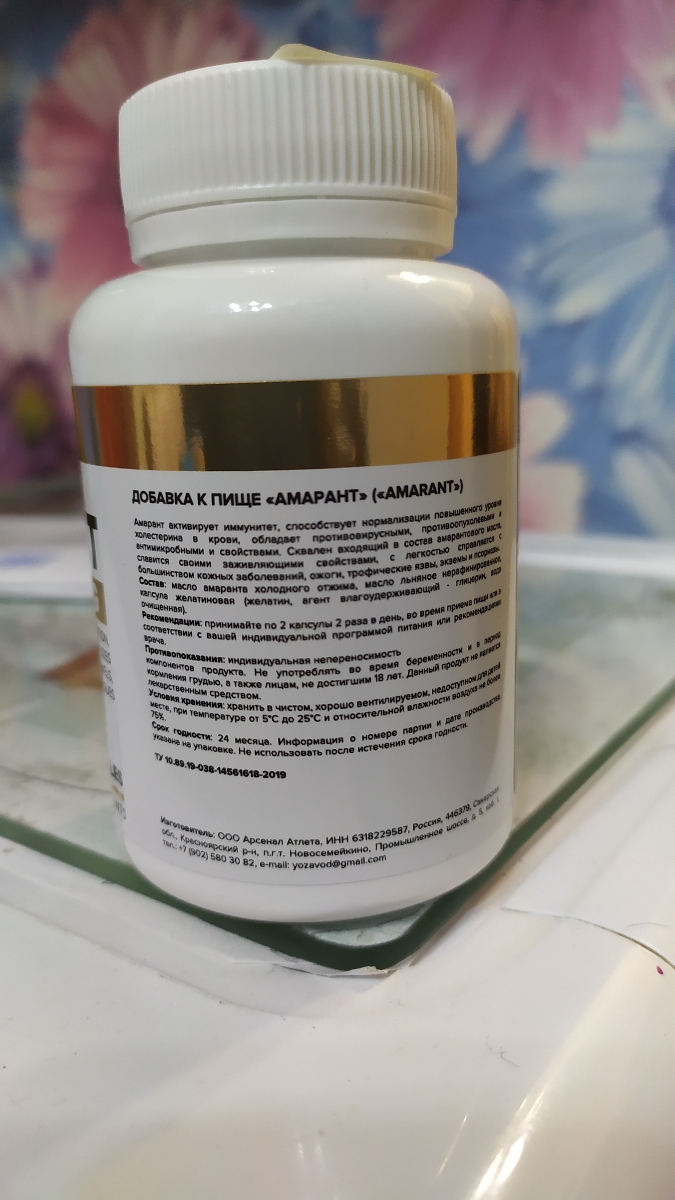 ДОБАВКА К ПИЩЕ «АМАРАНТ» («AMARANT»)
Амарант активирует иммунитет, способствует нормализации повышенного уровня
холестерина в крови, обладает противовирусными, противоопухолевыми и
антимикробными и свойствами. Сквален входящий в состав амарантового масла,
славится своими заживляющими свойствами, с легкостью справляется с
большинством кожных заболеваний, ожоги, трофические язвы, экземы и псориазы.
Состав: масло амаранта холодного отжима, масло льняное нерафинированное,
капсула желатиновая (желатин, агент влагоудерживающий - глицерин, вода
очищенная).
Рекомендации: принимайте по 2 капсулы 2 раза в день, во время приема пищи или в
соответствии с вашей индивидуальной программой питания или рекомендациями
врача.
Противопоказания: индивидуальная непереносимость
компонентов продукта. Не употреблять во время беременности и в период
кормления грудью, а также лицам, не достигшим 18 лет. Данный продукт не является
лекарственным средством.
Условия хранения: хранить в чистом, хорошо вентилируемом, недоступном для детей
месте, при температуре от 5°С до 25°С и относительной влажности воздуха не более
75%.
Срок годности: 24 месяца. Информация о номере партии и дате производства
указане на упаковке. Не использовать после истечения срока годности.
ТУ 10.89.19-038-14561618-2019
Изготовитель: ООО Арсенал Атлета, ИНН 6318229587, Россия, 446379, Самарская
обл., Красноярский р-н, п.г.т. Новосемейкино, Промышленное шоссе, д. 5, каб. 1,
тел.: +7 (902) 580 30 82, e-mail: yozavod@gmail.com